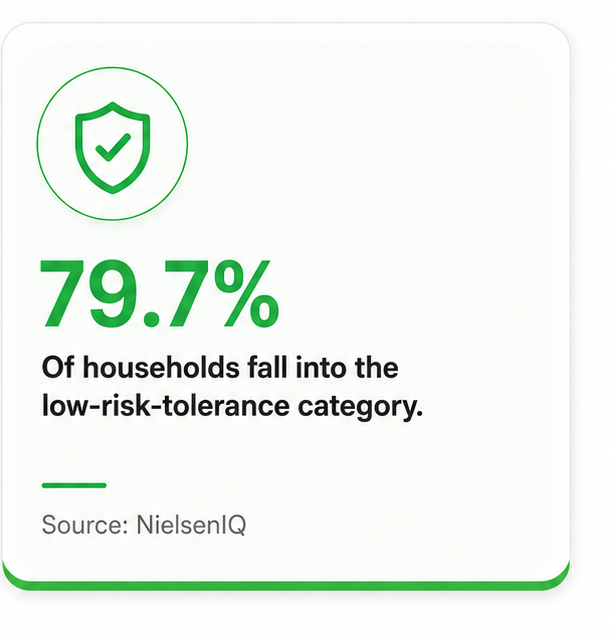 79.7%
Of households fall into the
low-risk-tolerance category.
Source: NielsenIQ